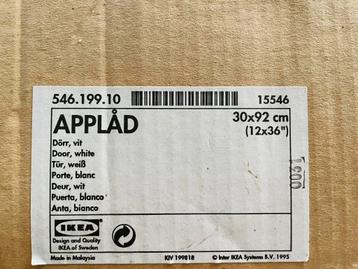 546.199.10 15546
APPLÅD 30x92 cm
(12x36")
Dörr, vit
Door, white
Tür, weiß
Porte, blanc
Deur, wit
Puerta, blanco
Anta, bianco
0031
IKEA
Design and Quality
IKEA of Sweden
Made in Malaysia KIV 199818 © Inter IKEA Systems B.V. 1995